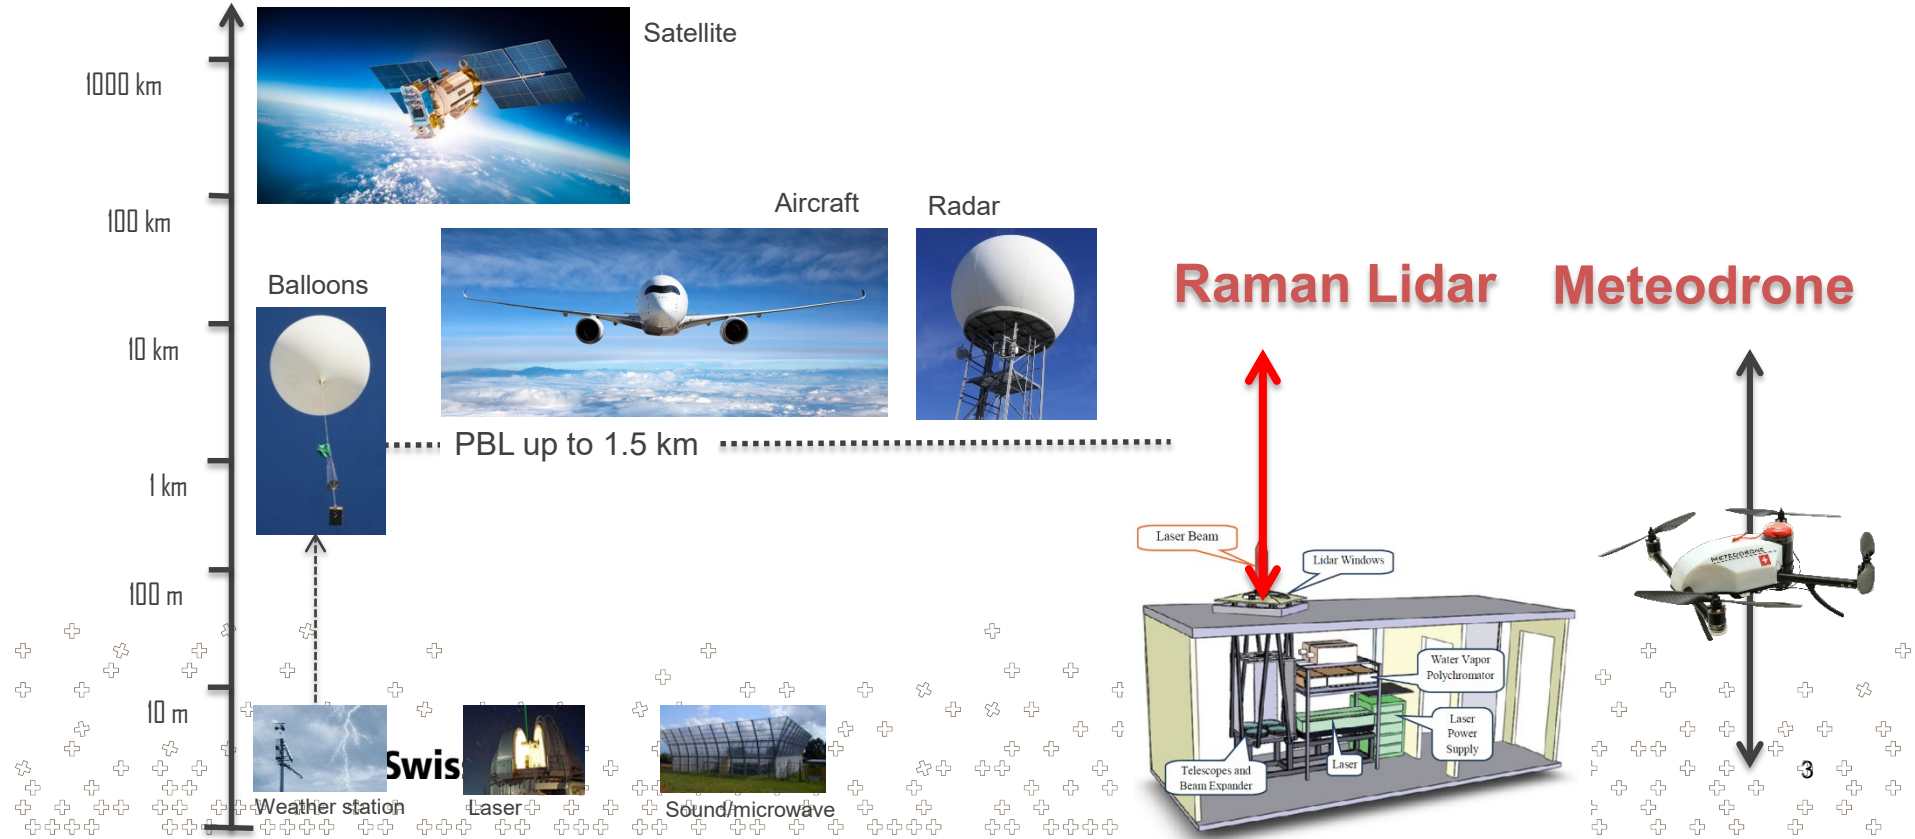 Satellite
1000 km
Aircraft
Radar
100 km
Balloons
Raman Lidar
Meteodrone
10 km
PBL up to 1.5 km
1 km
Laser Beam
Lidar Windows
METEODRONE
100 m
Water Vapor
Polychromator
10 m
Laser
Power
Supply
Swis
Laser
Telescopes and
Beam Expander
3
Weather station
Laser
Sound/microwave